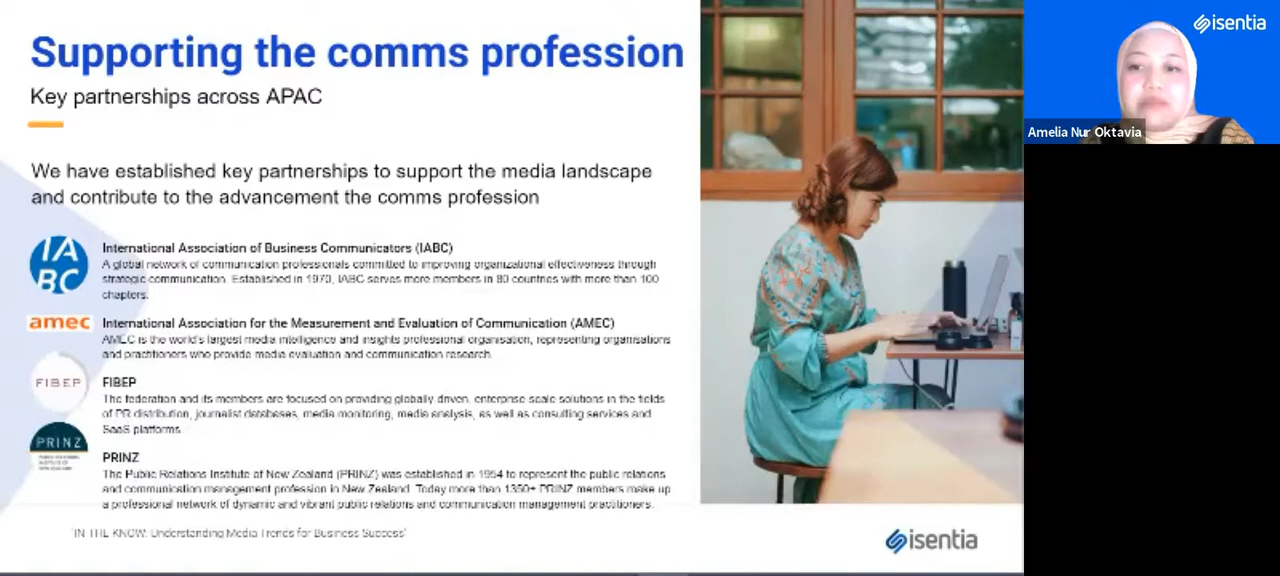 Supporting the comms profession
Key partnerships across APAC
We have established key partnerships to support the media landscape
and contribute to the advancement the comms profession
IA
BC
International Association of Business Communicators (IABC)
A global network of communication professionals committed to improving organizational effectiveness through
strategic communication. Established in 1970, IABC serves more members in 80 countries with more than 100
chapters.
amec
International Association for the Measurement and Evaluation of Communication (AMEC)
AMEC is the world's largest media intelligence and insights professional organisation, representing organisations
and practitioners who provide media evaluation and communication research.
FIBEP
FIBEP
The federation and its members are focused on providing globally driven, enterprise scale solutions in the fields
of PR distribution, journalist databases, media monitoring, media analysis, as well as consulting services and
SaaS platforms.
PRINZ
PRINZ
The Public Relations Institute of New Zealand (PRINZ) was established in 1954 to represent the public relations
and communication management profession in New Zealand. Today more than 1350+ PRINZ members make up
a professional network of dynamic and vibrant public relations and communication management practitioners.
'IN THE KNOW: Understanding Media Trends for Business Success'
isentia
isentia
Amelia Nur Oktavia